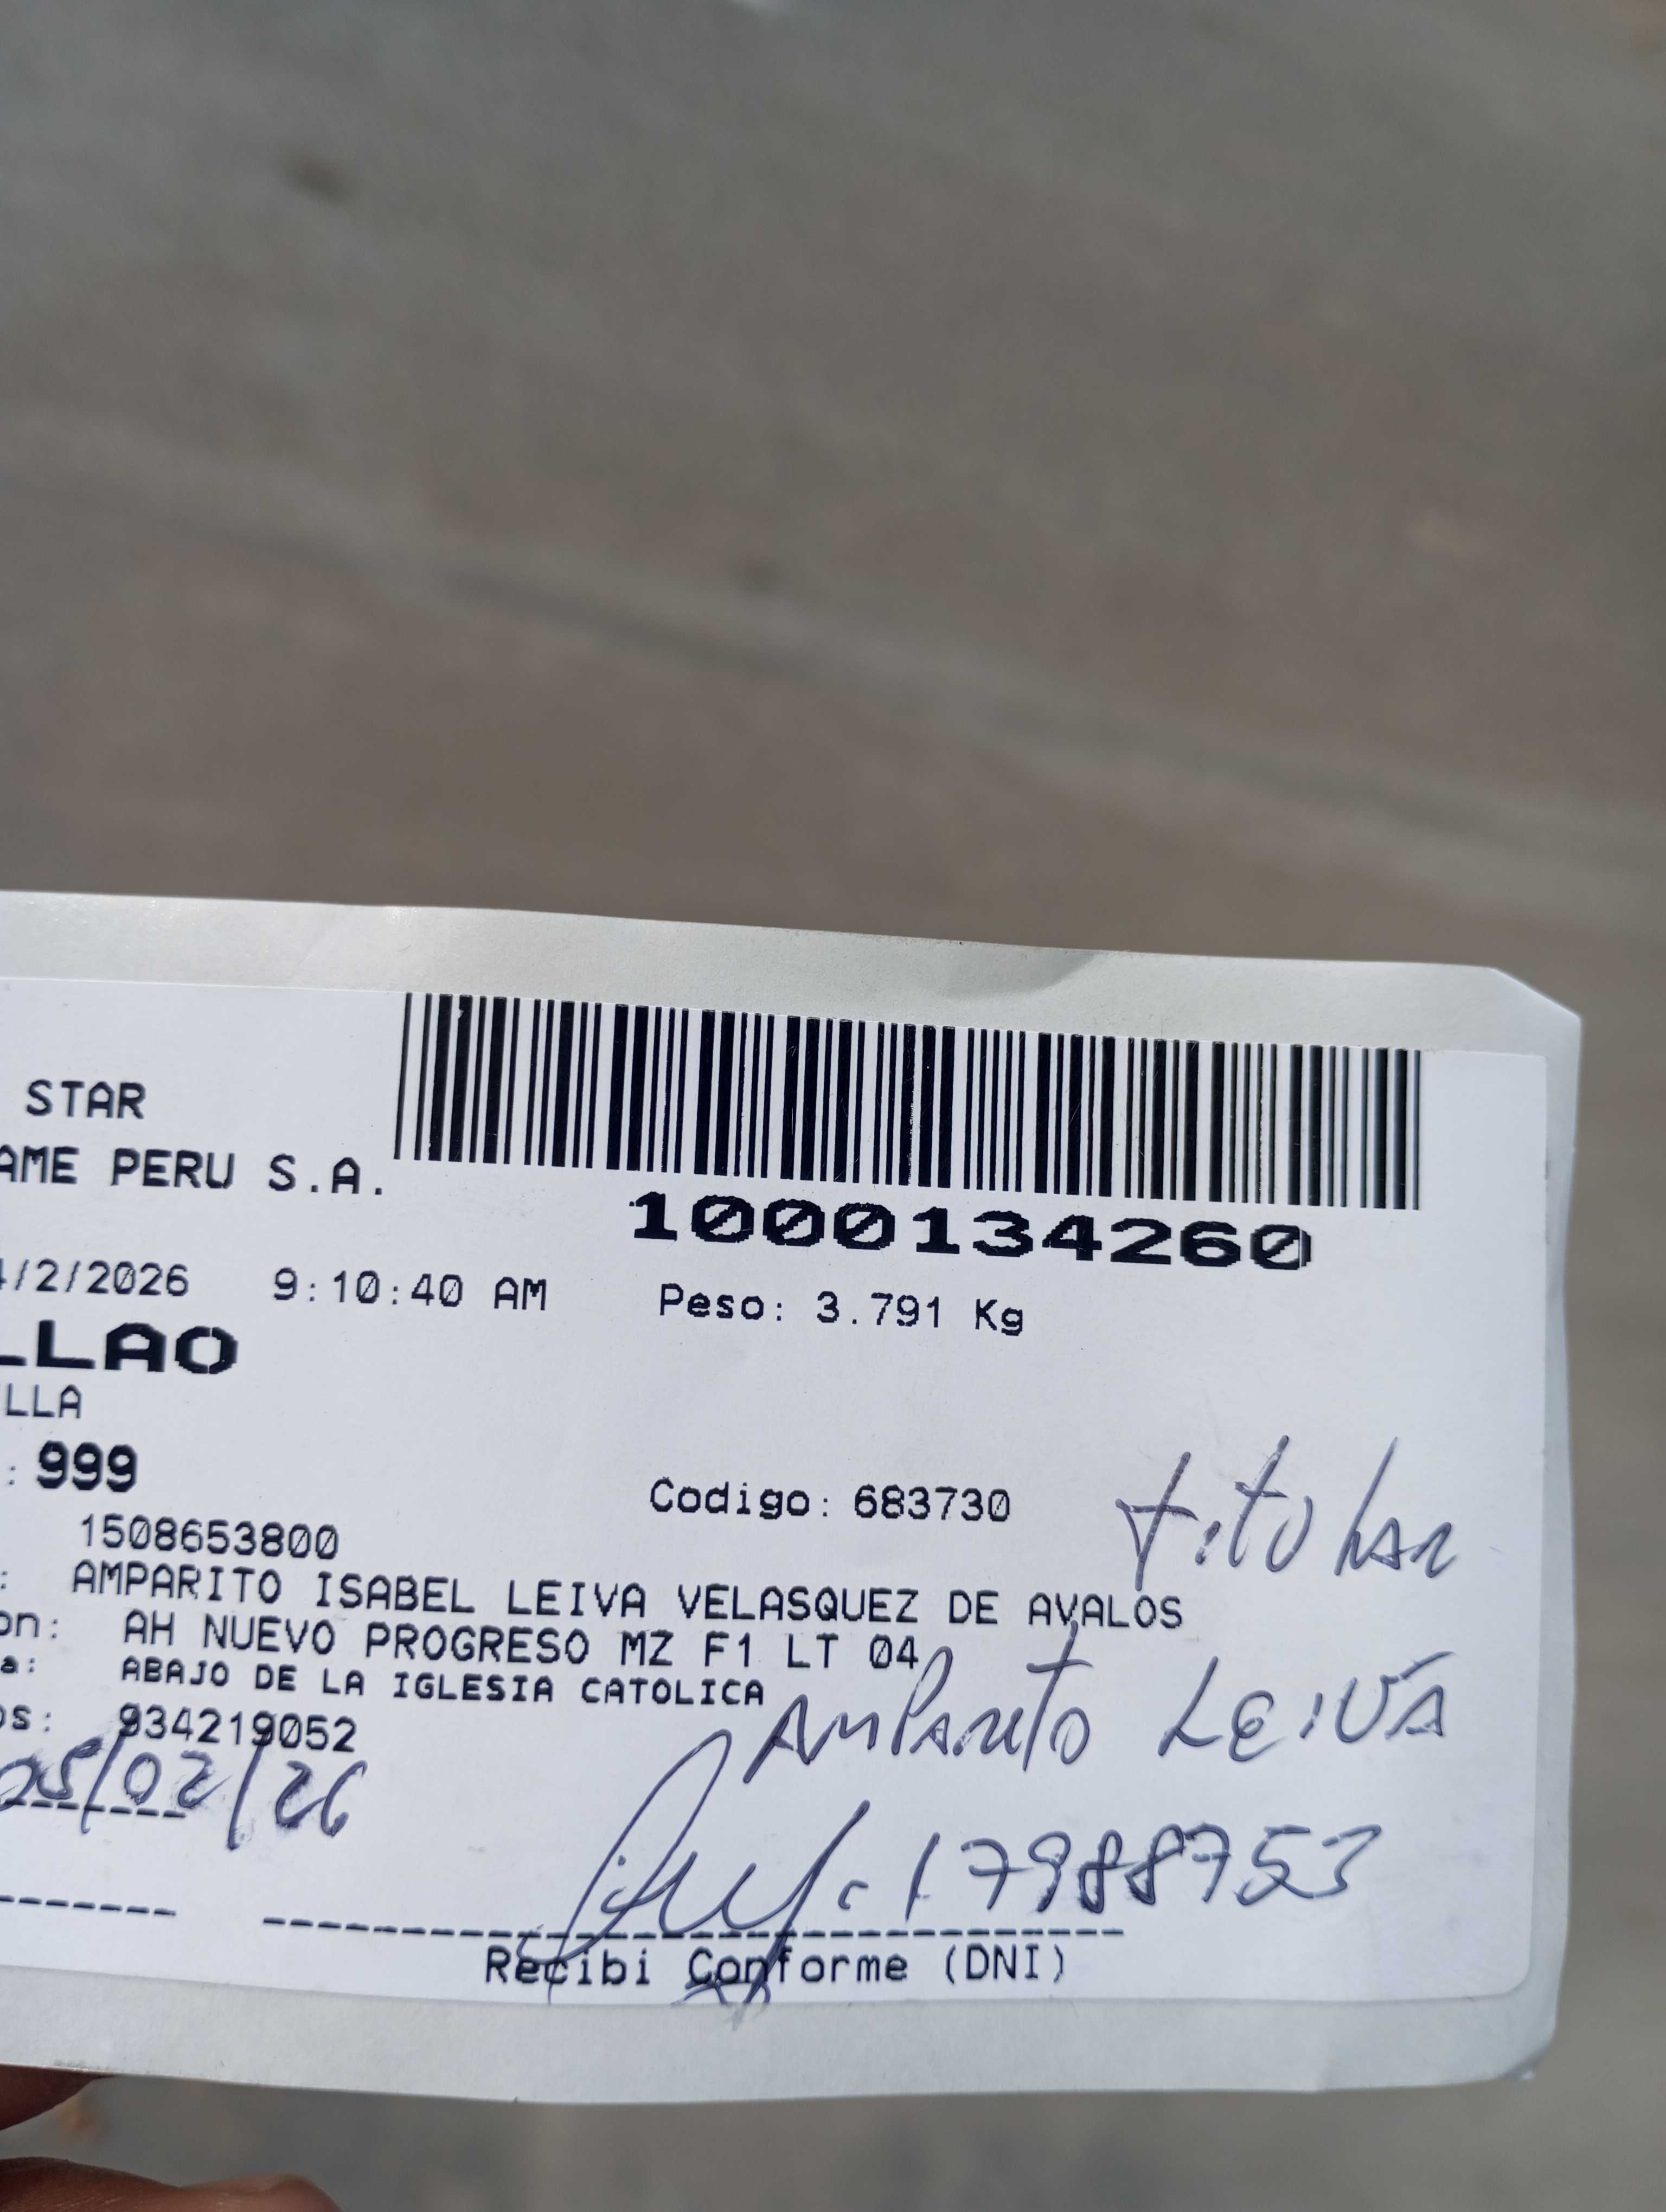 STAR
AME PERU S.A.
1000134260
4/2/2026 9:10:40 AM Peso: 3.791 Kg
LLAO
LLA
: 999 Codigo: 683730
titular
1508653800
: AMPARITO ISABEL LEIVA VELASQUEZ DE AVALOS
on: AH NUEVO PROGRESO MZ F1 LT 04
a: ABAJO DE LA IGLESIA CATOLICA
os: 934219052
AMPARITO LEIVA
05/02/26
17988753
Recibi Conforme (DNI)